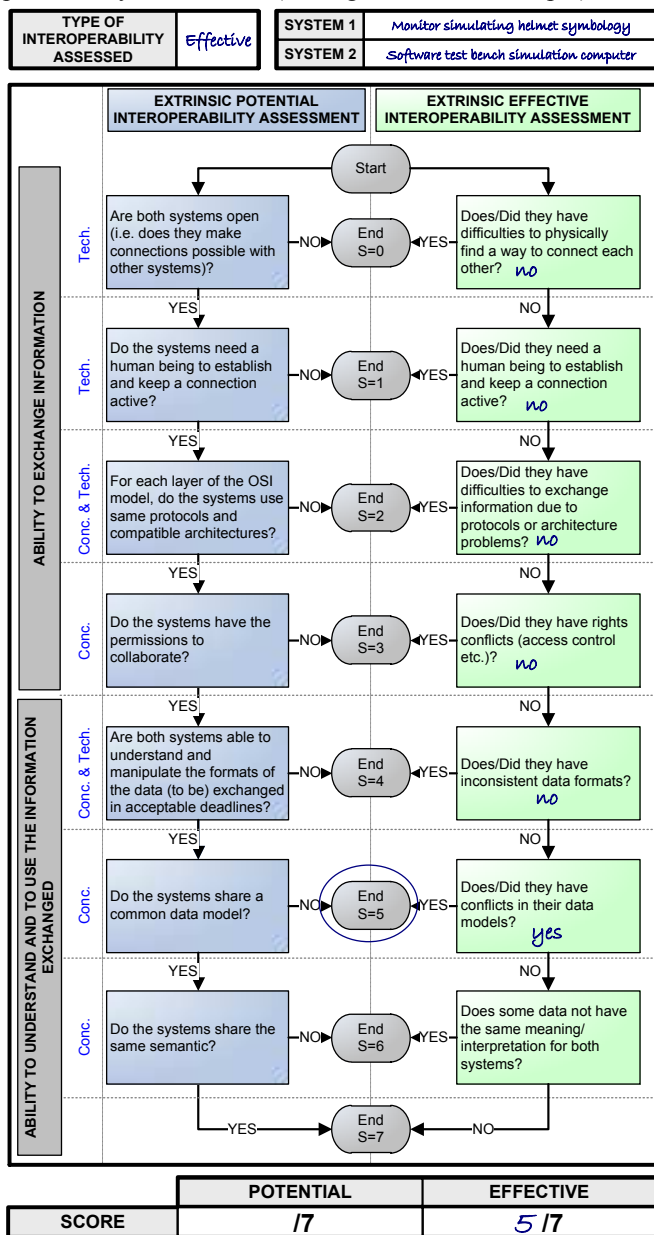 TYPE OF
INTEROPERABILITY
ASSESSED
Effective
SYSTEM 1
Monitor simulating helmet symbology
SYSTEM 2
Software test bench simulation computer
EXTRINSIC POTENTIAL
INTEROPERABILITY ASSESSMENT
EXTRINSIC EFFECTIVE
INTEROPERABILITY ASSESSMENT
Start
ABILITY TO EXCHANGE INFORMATION
Tech.
Are both systems open
(i.e. does they make
connections possible with
other systems)?
NO
End
S=0
YES
Does/Did they have
difficulties to physically
find a way to connect each
other? no
YES
NO
Tech.
Do the systems need a
human being to establish
and keep a connection
active?
NO
End
S=1
YES
Does/Did they need a
human being to establish
and keep a connection
active? no
YES
NO
Conc. & Tech.
For each layer of the OSI
model, do the systems use
same protocols and
compatible architectures?
NO
End
S=2
YES
Does/Did they have
difficulties to exchange
information due to
protocols or architecture
problems? no
YES
NO
Conc.
Do the systems have the
permissions to
collaborate?
NO
End
S=3
YES
Does/Did they have rights
conflicts (access control
etc.)? no
YES
NO
ABILITY TO UNDERSTAND AND TO USE THE INFORMATION
EXCHANGED
Conc. & Tech.
Are both systems able to
understand and
manipulate the formats of
the data (to be) exchanged
in acceptable deadlines?
NO
End
S=4
YES
Does/Did they have
inconsistent data formats?
no
YES
NO
Conc.
Do the systems share a
common data model?
NO
End
S=5
YES
Does/Did they have
conflicts in their data
models?
yes
YES
NO
Conc.
Do the systems share the
same semantic?
NO
End
S=6
YES
Does some data not have
the same meaning/
interpretation for both
systems?
YES
End
S=7
NO
POTENTIAL
EFFECTIVE
SCORE
/7
5 /7